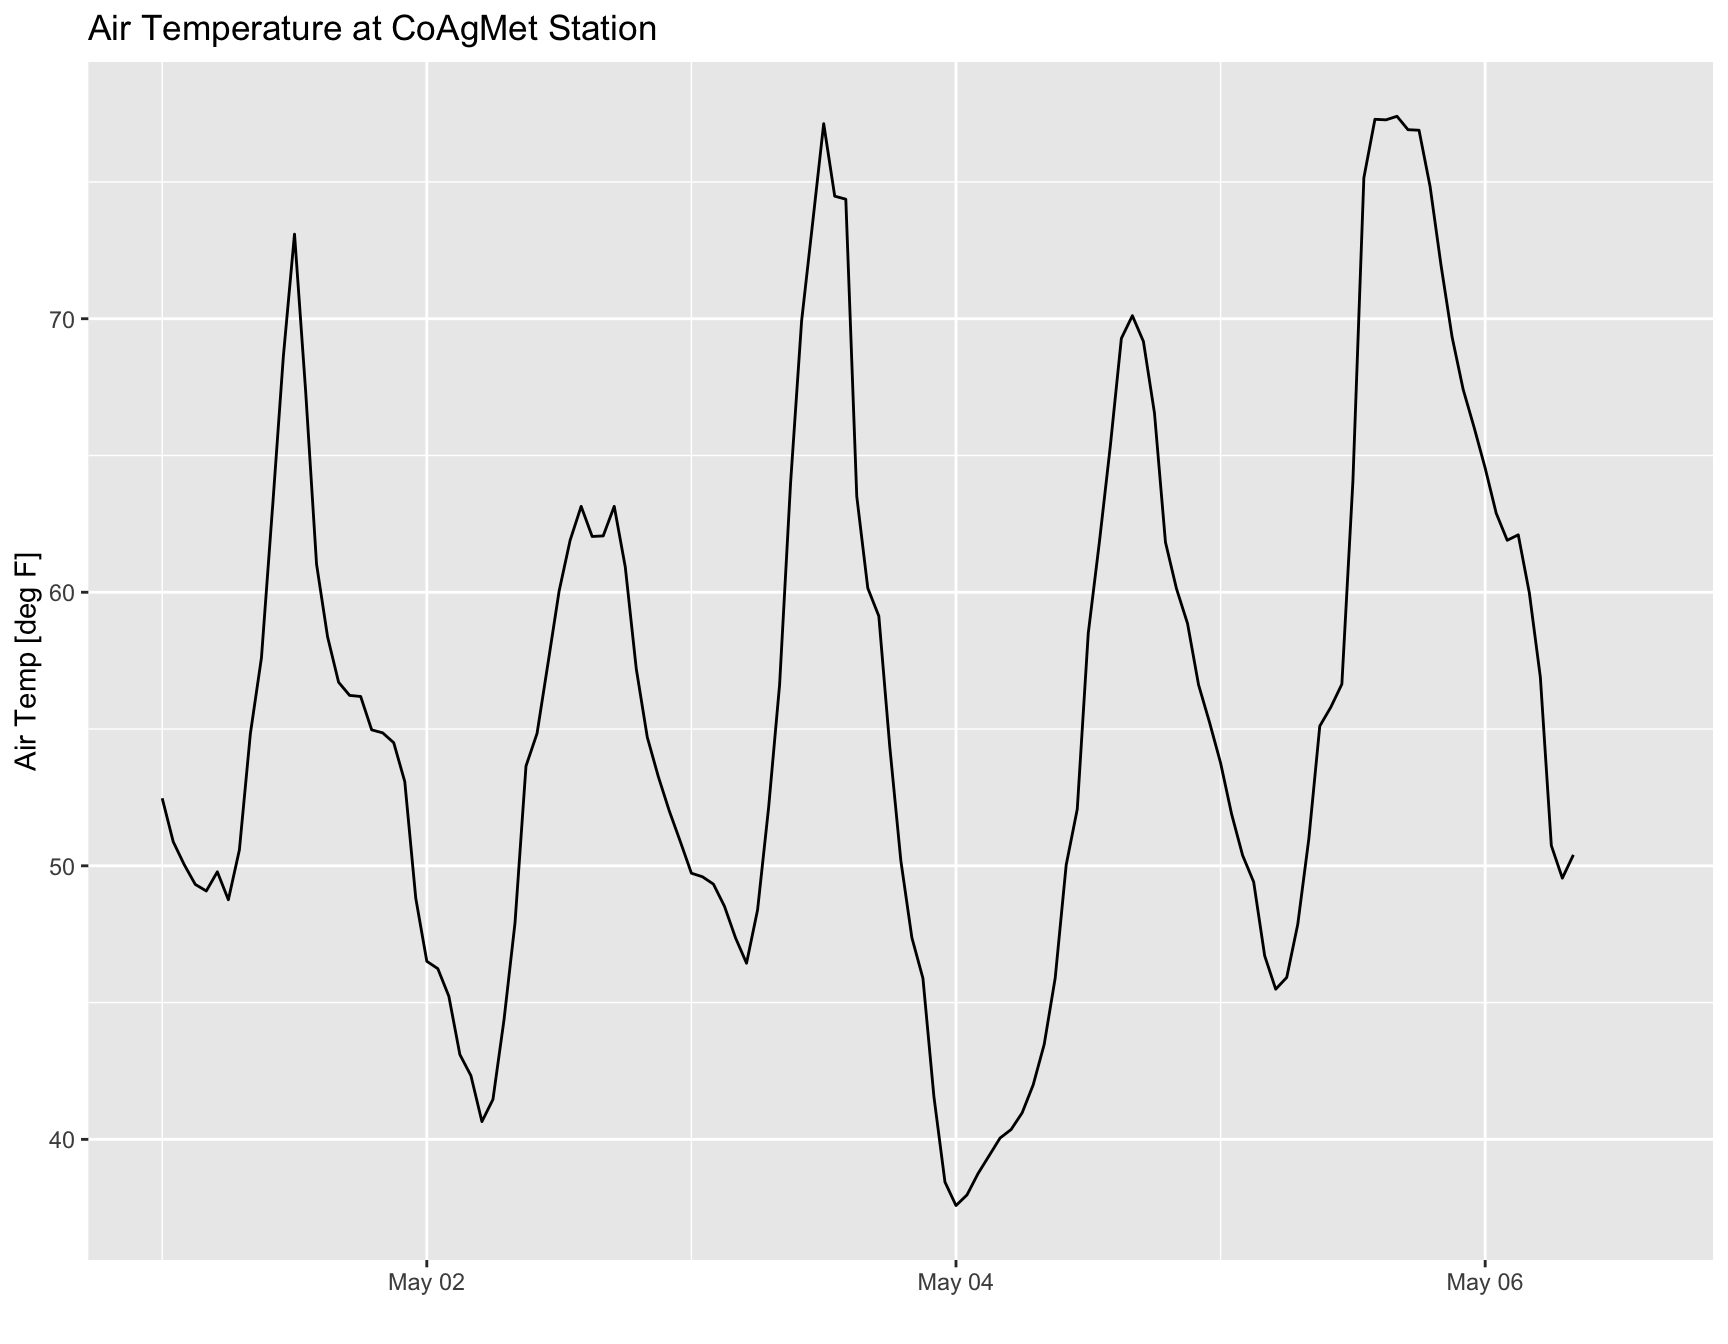 Air Temperature at CoAgMet Station
Air Temp [deg F]
70
60
50
40
May 02
May 04
May 06